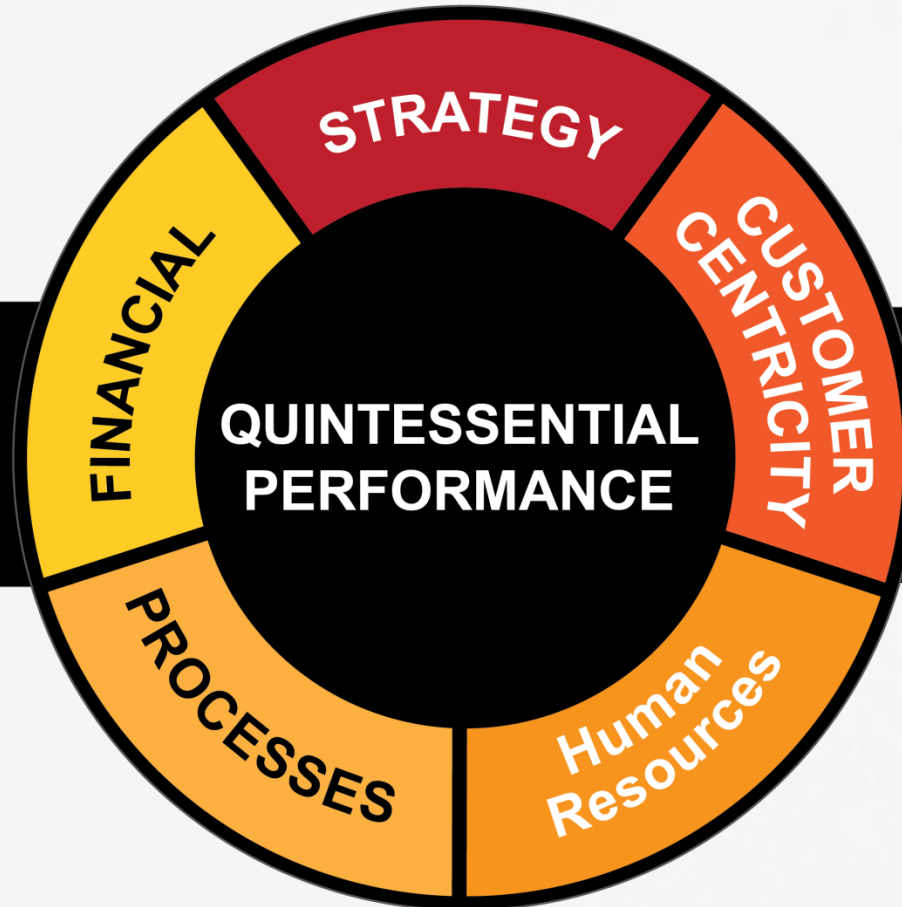 STRATEGY
CUSTOMER
CENTRICITY
Human
Resources
PROCESSES
FINANCIAL
QUINTESSENTIAL
PERFORMANCE